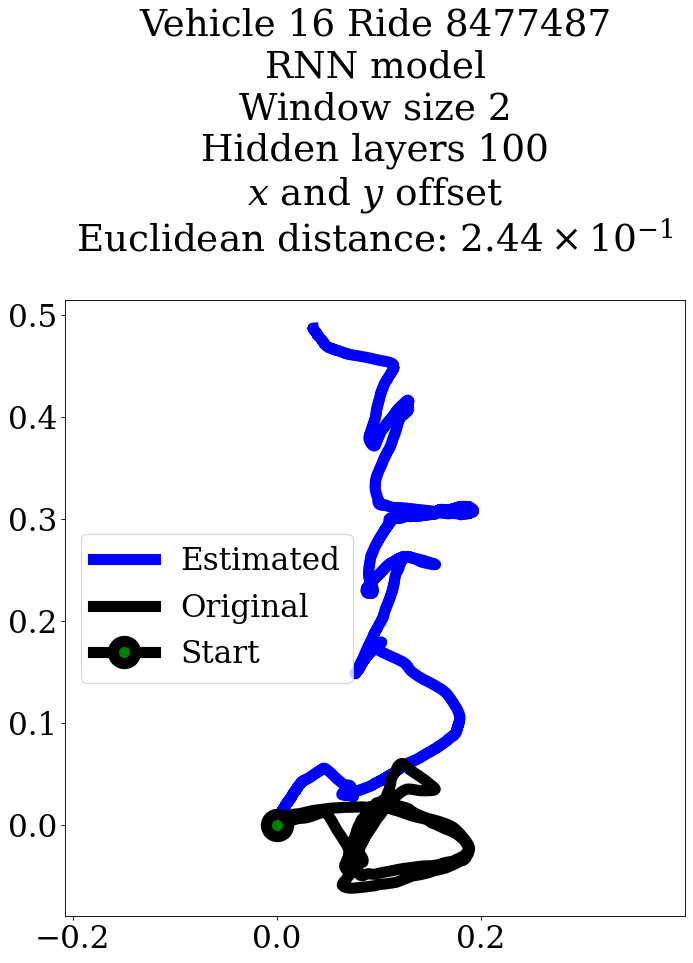 Vehicle 16 Ride 8477487
RNN model
Window size 2
Hidden layers 100
x and y offset
Euclidean distance: 2.44 × 10⁻¹
0.5
0.4
0.3
0.2
0.1
0.0
Estimated
Original
Start
−0.2 0.0 0.2